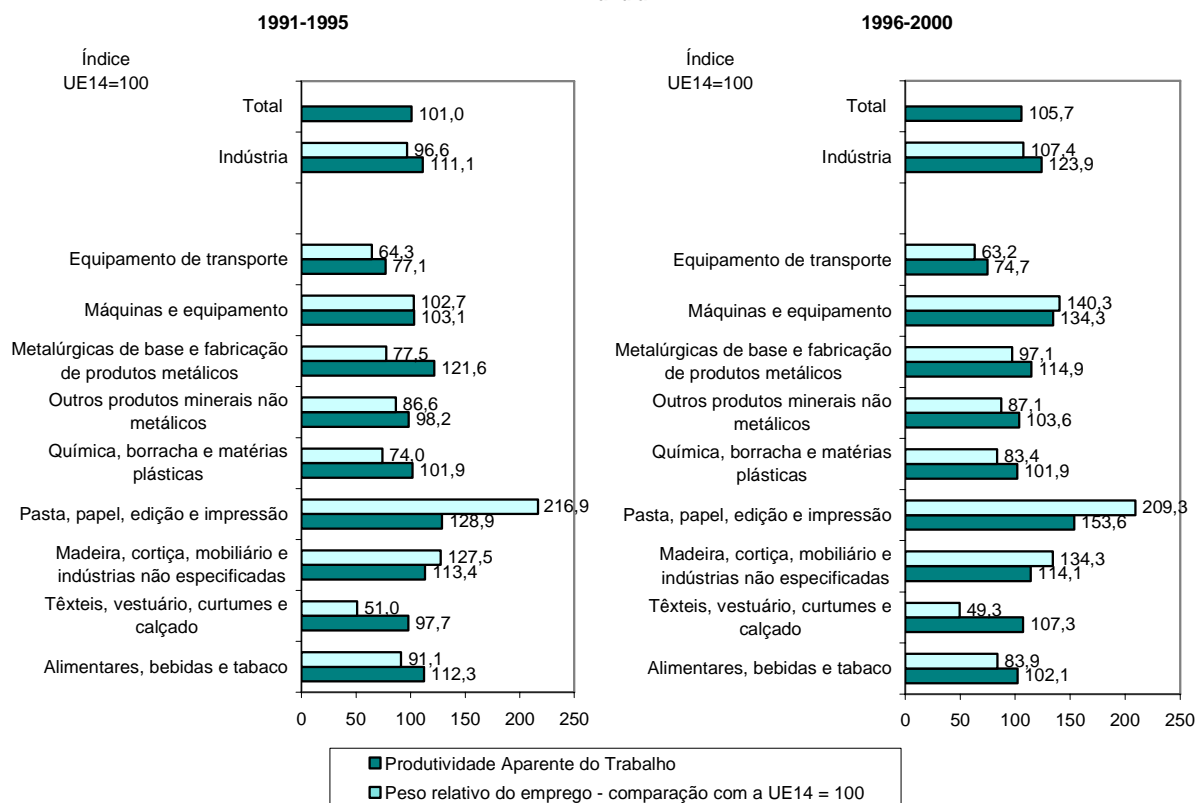 1991-1995
Índice
UE14=100
Total
101,0
Indústria
96,6
111,1
Equipamento de transporte
64,3
77,1
Máquinas e equipamento
102,7
103,1
Metalúrgicas de base e fabricação
de produtos metálicos
77,5
121,6
Outros produtos minerais não
metálicos
86,6
98,2
Química, borracha e matérias
plásticas
74,0
101,9
Pasta, papel, edição e impressão
216,9
128,9
Madeira, cortiça, mobiliário e
indústrias não especificadas
127,5
113,4
Têxteis, vestuário, curtumes e
calçado
51,0
97,7
Alimentares, bebidas e tabaco
91,1
112,3
0 50 100 150 200 250
1996-2000
Índice
UE14=100
Total
105,7
Indústria
107,4
123,9
Equipamento de transporte
63,2
74,7
Máquinas e equipamento
140,3
134,3
Metalúrgicas de base e fabricação
de produtos metálicos
97,1
114,9
Outros produtos minerais não
metálicos
87,1
103,6
Química, borracha e matérias
plásticas
83,4
101,9
Pasta, papel, edição e impressão
209,3
153,6
Madeira, cortiça, mobiliário e
indústrias não especificadas
134,3
114,1
Têxteis, vestuário, curtumes e
calçado
49,3
107,3
Alimentares, bebidas e tabaco
83,9
102,1
0 50 100 150 200 250
Produtividade Aparente do Trabalho
Peso relativo do emprego - comparação com a UE14 = 100